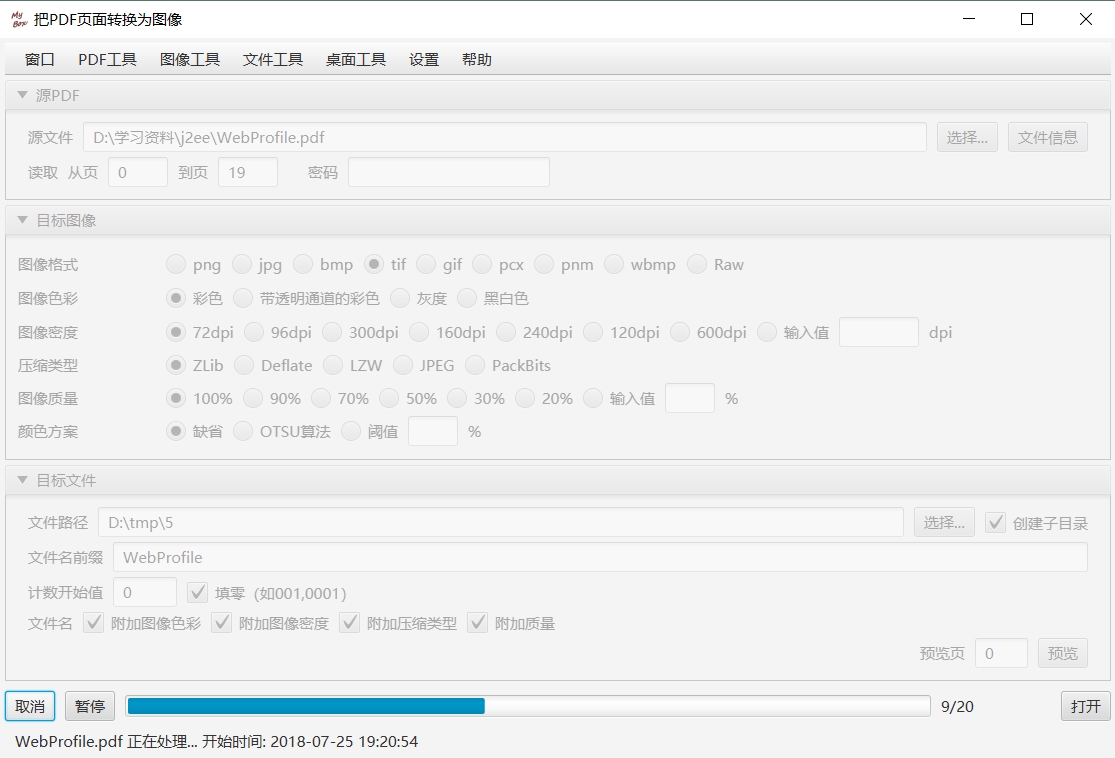 My Box 把PDF页面转换为图像
窗口 PDF工具 图像工具 文件工具 桌面工具 设置 帮助
源PDF
源文件 D:\学习资料\j2ee\WebProfile.pdf 选择... 文件信息
读取 从页 0 到页 19 密码
目标图像
图像格式 png jpg bmp tif gif pcx pnm wbmp Raw
图像色彩 彩色 带透明通道的彩色 灰度 黑白色
图像密度 72dpi 96dpi 300dpi 160dpi 240dpi 120dpi 600dpi 输入值 dpi
压缩类型 ZLib Deflate LZW JPEG PackBits
图像质量 100% 90% 70% 50% 30% 20% 输入值 %
颜色方案 缺省 OTSU算法 阈值 %
目标文件
文件路径 D:\tmp\5 选择... 创建子目录
文件名前缀 WebProfile
计数开始值 0 填零（如001,0001）
文件名 附加图像色彩 附加图像密度 附加压缩类型 附加质量
预览页 0 预览
取消 暂停 9/20 打开
WebProfile.pdf 正在处理... 开始时间: 2018-07-25 19:20:54